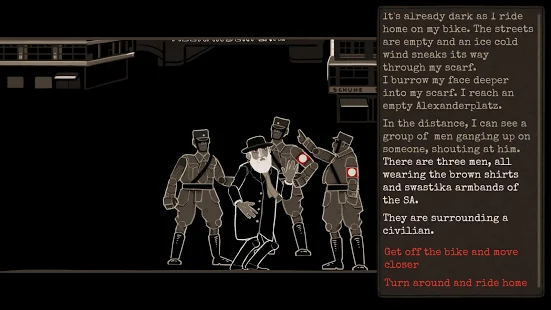 SCHUHE
It's already dark as I ride
home on my bike. The streets
are empty and an ice cold
wind sneaks its way
through my scarf.
I burrow my face deeper
into my scarf. I reach an
empty Alexanderplatz.
In the distance, I can see a
group of men ganging up on
someone, shouting at him.
There are three men, all
wearing the brown shirts
and swastika armbands of
the SA.
They are surrounding a
civilian.
Get off the bike and move
closer
Turn around and ride home